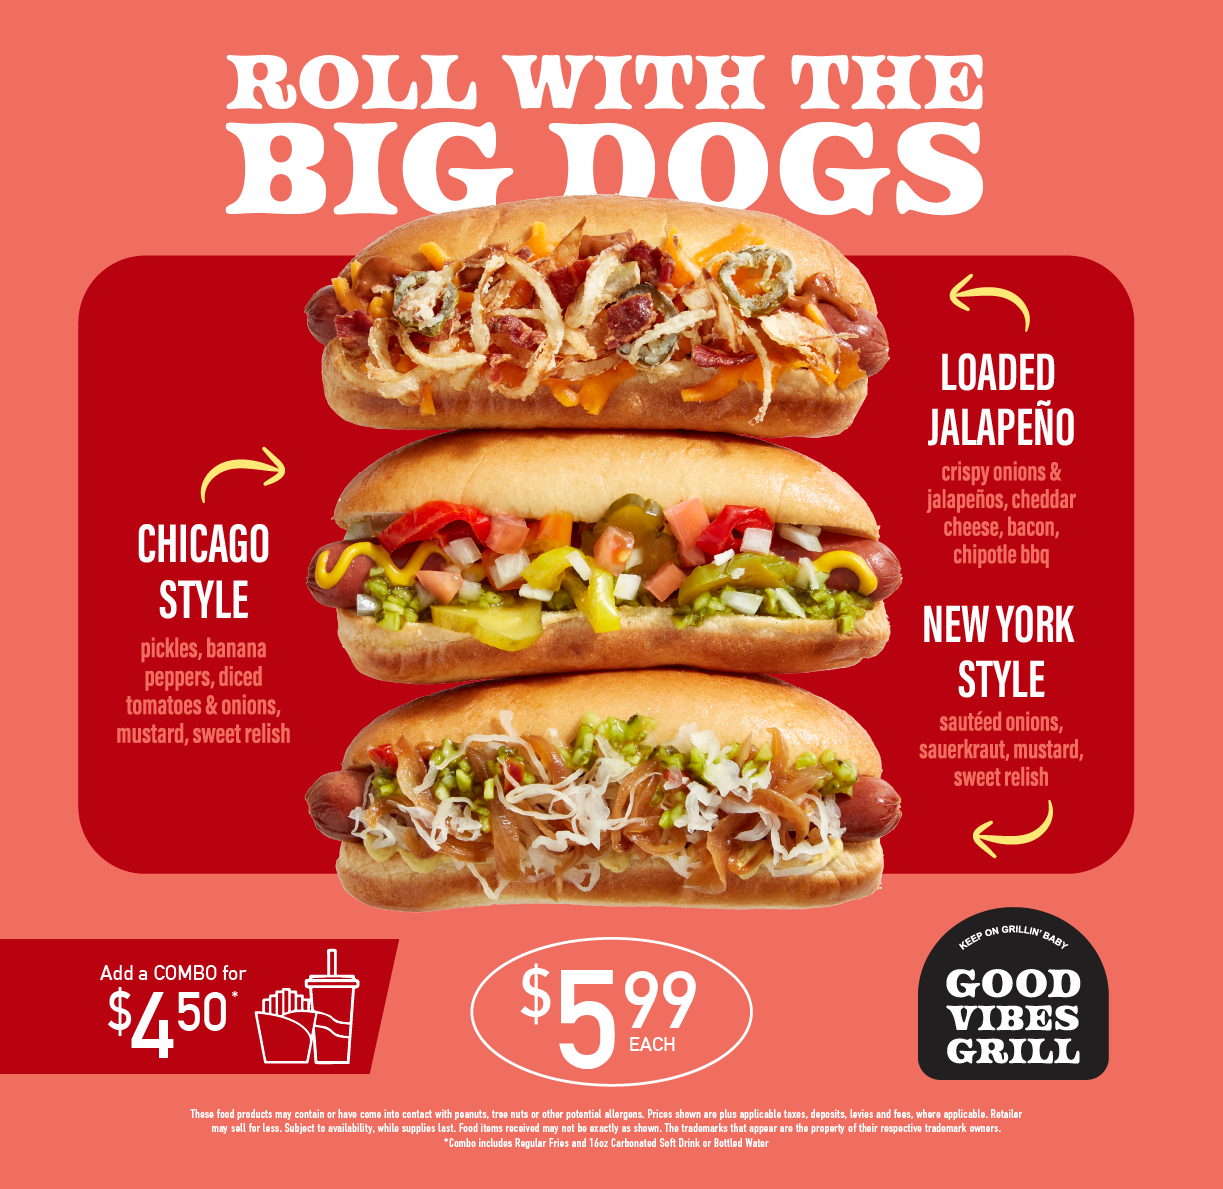 ROLL WITH THE
BIG DOGS
LOADED
JALAPEÑO
crispy onions &
jalapeños, cheddar
cheese, bacon,
chipotle bbq
CHICAGO
STYLE
pickles, banana
peppers, diced
tomatoes & onions,
mustard, sweet relish
NEW YORK
STYLE
sautéed onions,
sauerkraut, mustard,
sweet relish
Add a COMBO for
$4.50*
$5.99
EACH
KEEP ON GRILLIN' BABY
GOOD
VIBES
GRILL
These food products may contain or have come into contact with peanuts, tree nuts or other potential allergens. Prices shown are plus applicable taxes, deposits, levies and fees, where applicable. Retailer
may sell for less. Subject to availability, while supplies last. Food items received may not be exactly as shown. The trademarks that appear are the property of their respective trademark owners.
*Combo includes Regular Fries and 16oz Carbonated Soft Drink or Bottled Water